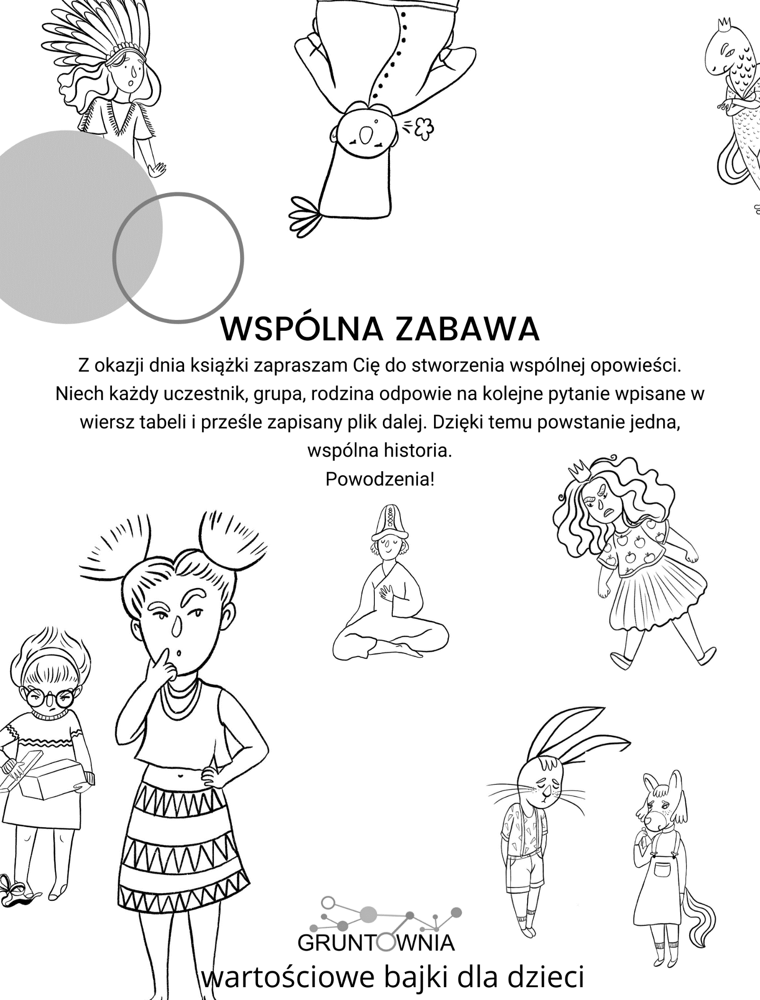 WSPÓLNA ZABAWA
Z okazji dnia książki zapraszam Cię do stworzenia wspólnej opowieści.
Niech każdy uczestnik, grupa, rodzina odpowie na kolejne pytanie wpisane w
wiersz tabeli i prześle zapisany plik dalej. Dzięki temu powstanie jedna,
wspólna historia.
Powodzenia!
GRUNTOWNIA
wartościowe bajki dla dzieci